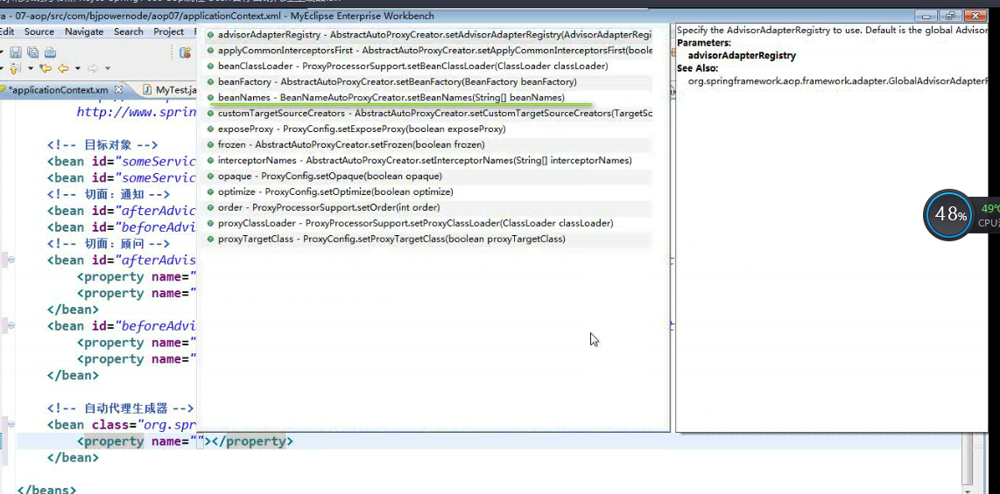 a - 07-aop/src/com/bjpowernode/aop07/applicationContext.xml - MyEclipse Enterprise Workbench
Edit Source Navigate Search Project
*applicationContext.xm MyTest.ja
http://www.sprin
<!-- 目标对象 -->
<bean id="someServic
<bean id="someServic
<!-- 切面：通知 -->
<bean id="afterAdvic
<bean id="beforeAdvi
<!-- 切面：顾问 -->
<bean id="afterAdvis
<property name="
<property name="
</bean>
<bean id="beforeAdvi
<property name="
<property name="
</bean>
<!-- 自动代理生成器 -->
<bean class="org.spr
<property name=""></property>
</bean>
</beans>
advisorAdapterRegistry - AbstractAutoProxyCreator.setAdvisorAdapterRegistry(AdvisorAdapterRegi
applyCommonInterceptorsFirst - AbstractAutoProxyCreator.setApplyCommonInterceptorsFirst(boole
beanClassLoader - ProxyProcessorSupport.setBeanClassLoader(ClassLoader classLoader)
beanFactory - AbstractAutoProxyCreator.setBeanFactory(BeanFactory beanFactory)
beanNames - BeanNameAutoProxyCreator.setBeanNames(String[] beanNames)
customTargetSourceCreators - AbstractAutoProxyCreator.setCustomTargetSourceCreators(TargetSc
exposeProxy - ProxyConfig.setExposeProxy(boolean exposeProxy)
frozen - AbstractAutoProxyCreator.setFrozen(boolean frozen)
interceptorNames - AbstractAutoProxyCreator.setInterceptorNames(String[] interceptorNames)
opaque - ProxyConfig.setOpaque(boolean opaque)
optimize - ProxyConfig.setOptimize(boolean optimize)
order - ProxyProcessorSupport.setOrder(int order)
proxyClassLoader - ProxyProcessorSupport.setProxyClassLoader(ClassLoader classLoader)
proxyTargetClass - ProxyConfig.setProxyTargetClass(boolean proxyTargetClass)
Specify the AdvisorAdapterRegistry to use. Default is the global Advisor
Parameters:
advisorAdapterRegistry
See Also:
org.springframework.aop.framework.adapter.GlobalAdvisorAdapterR
48%
49°C
CPU